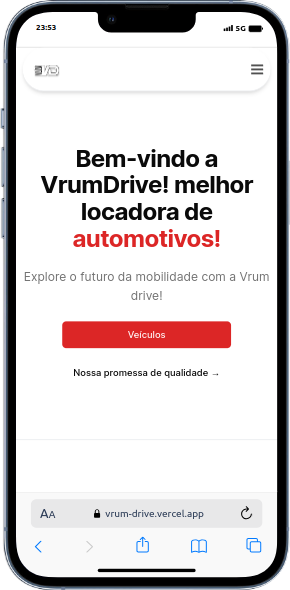 23:53
5G
Bem-vindo a
VrumDrive! melhor
locadora de
automotivos!
Explore o futuro da mobilidade com a Vrum
drive!
Veículos
Nossa promesse de qualidade →
AA
vrum-drive.vercel.app